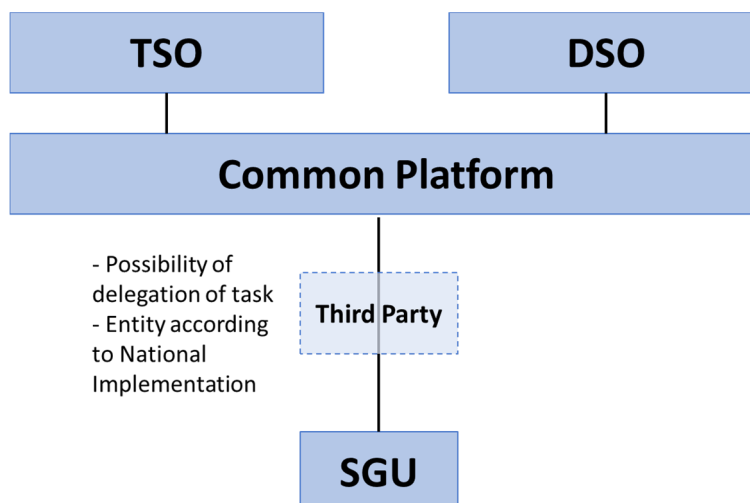 TSO
DSO
Common Platform
- Possibility of
delegation of task
- Entity according
to National
Implementation
Third Party
SGU